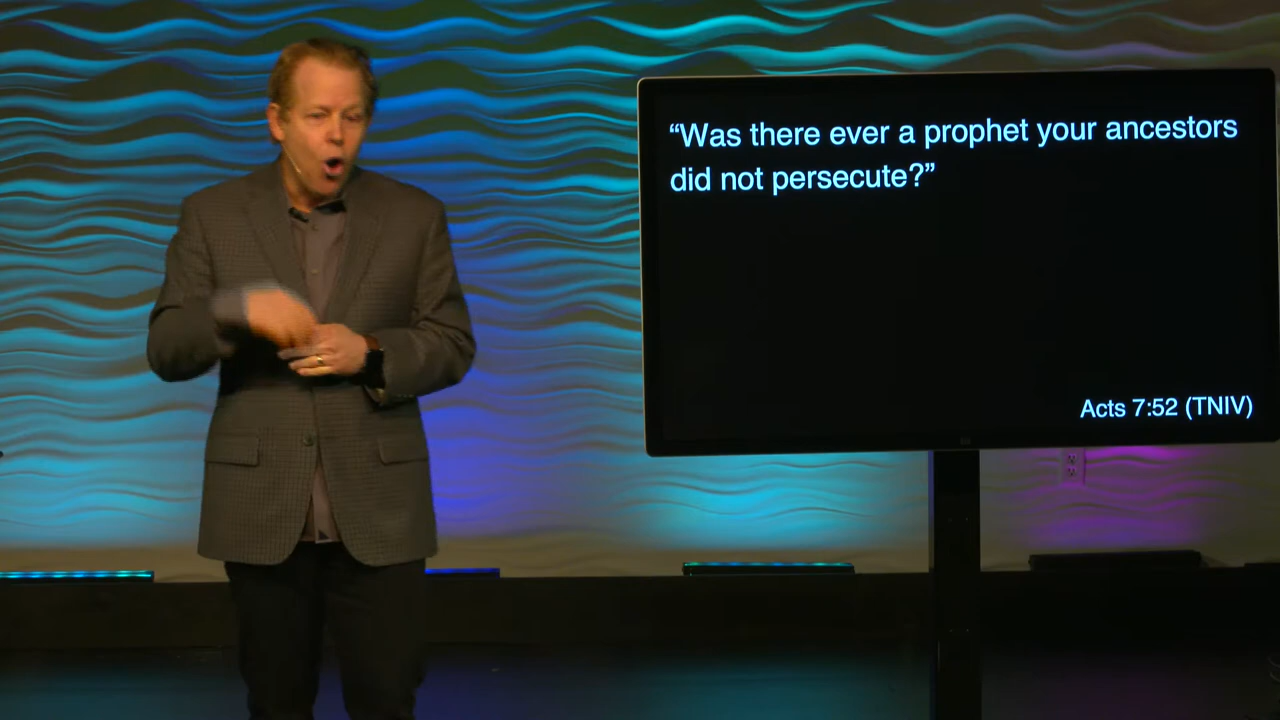 “Was there ever a prophet your ancestors
did not persecute?”
Acts 7:52 (TNIV)